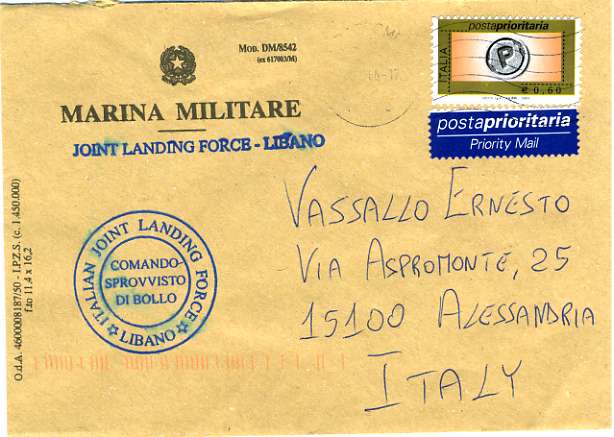 Mod. DM/8542
(ex 617003/M)
MARINA MILITARE
JOINT LANDING FORCE - LIBANO
ITALIA
postaprioritaria
P
€ 0,60
postaprioritaria
Priority Mail
ITALIAN JOINT LANDING FORCE
LIBANO
COMANDO
SPROVVISTO
DI BOLLO
VASSALLO ERNESTO
VIA ASPROMONTE, 25
15100 ALESSANDRIA
ITALY
O.d.A. 4600008187/50 - I.P.Z.S. (c. 1.450.000)
f.to 11,4 x 16,2